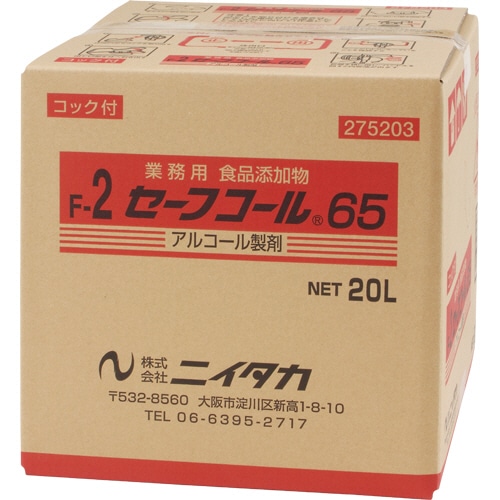 コック付
275203
業務用 食品添加物
F-2 セーフコール® 65
アルコール製剤
NET 20L
株式会社 ニイタカ
〒532-8560 大阪市淀川区新高1-8-10
TEL 06-6395-2717